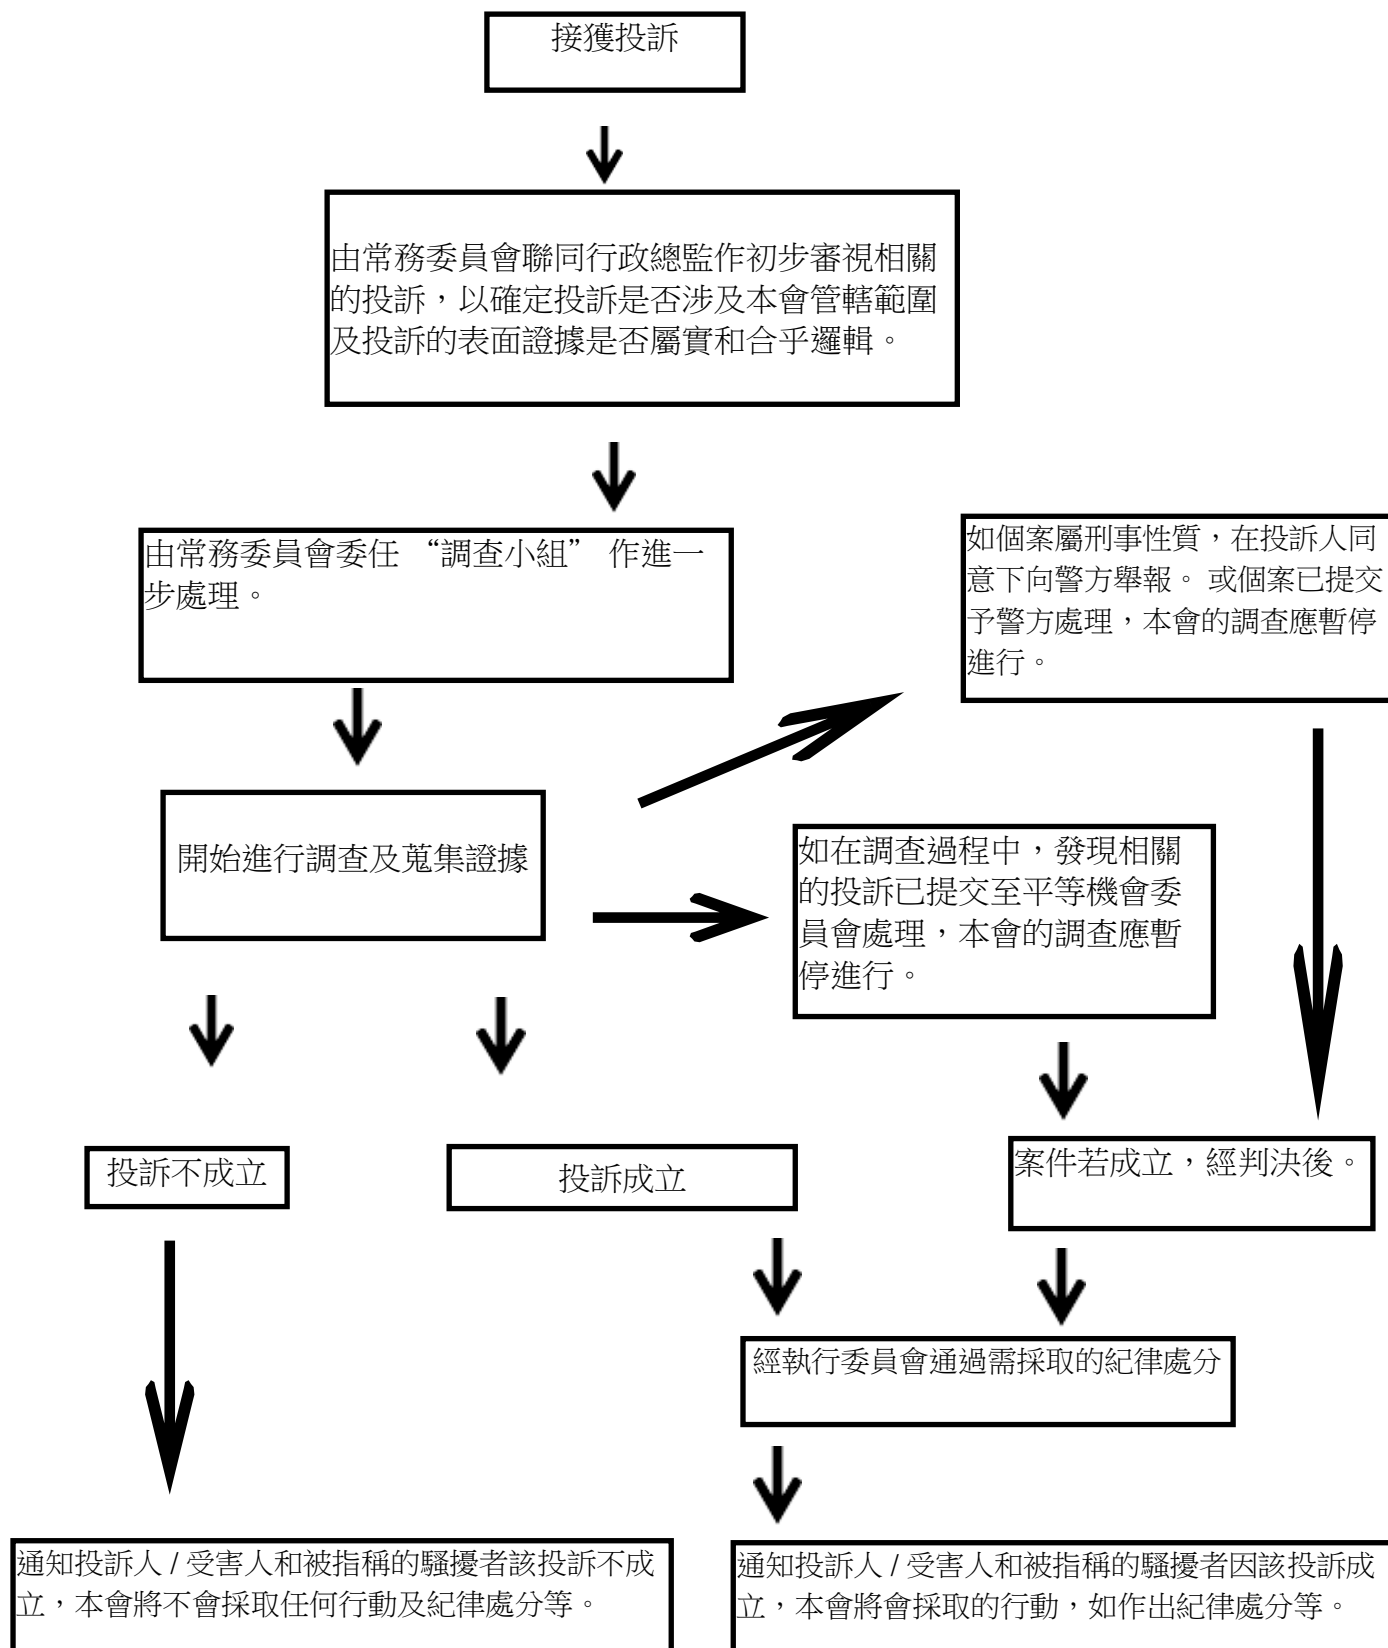 接獲投訴
由常務委員會聯同行政總監作初步審視相關
的投訴，以確定投訴是否涉及本會管轄範圍
及投訴的表面證據是否屬實和合乎邏輯。
由常務委員會委任 “調查小組” 作進一
步處理。
如個案屬刑事性質，在投訴人同
意下向警方舉報。 或個案已提交
予警方處理，本會的調查應暫停
進行。
開始進行調查及蒐集證據
如在調查過程中，發現相關
的投訴已提交至平等機會委
員會處理，本會的調查應暫
停進行。
投訴不成立
投訴成立
案件若成立，經判決後。
經執行委員會通過需採取的紀律處分
通知投訴人 / 受害人和被指稱的騷擾者該投訴不成
立，本會將不會採取任何行動及紀律處分等。
通知投訴人 / 受害人和被指稱的騷擾者因該投訴成
立，本會將會採取的行動，如作出紀律處分等。